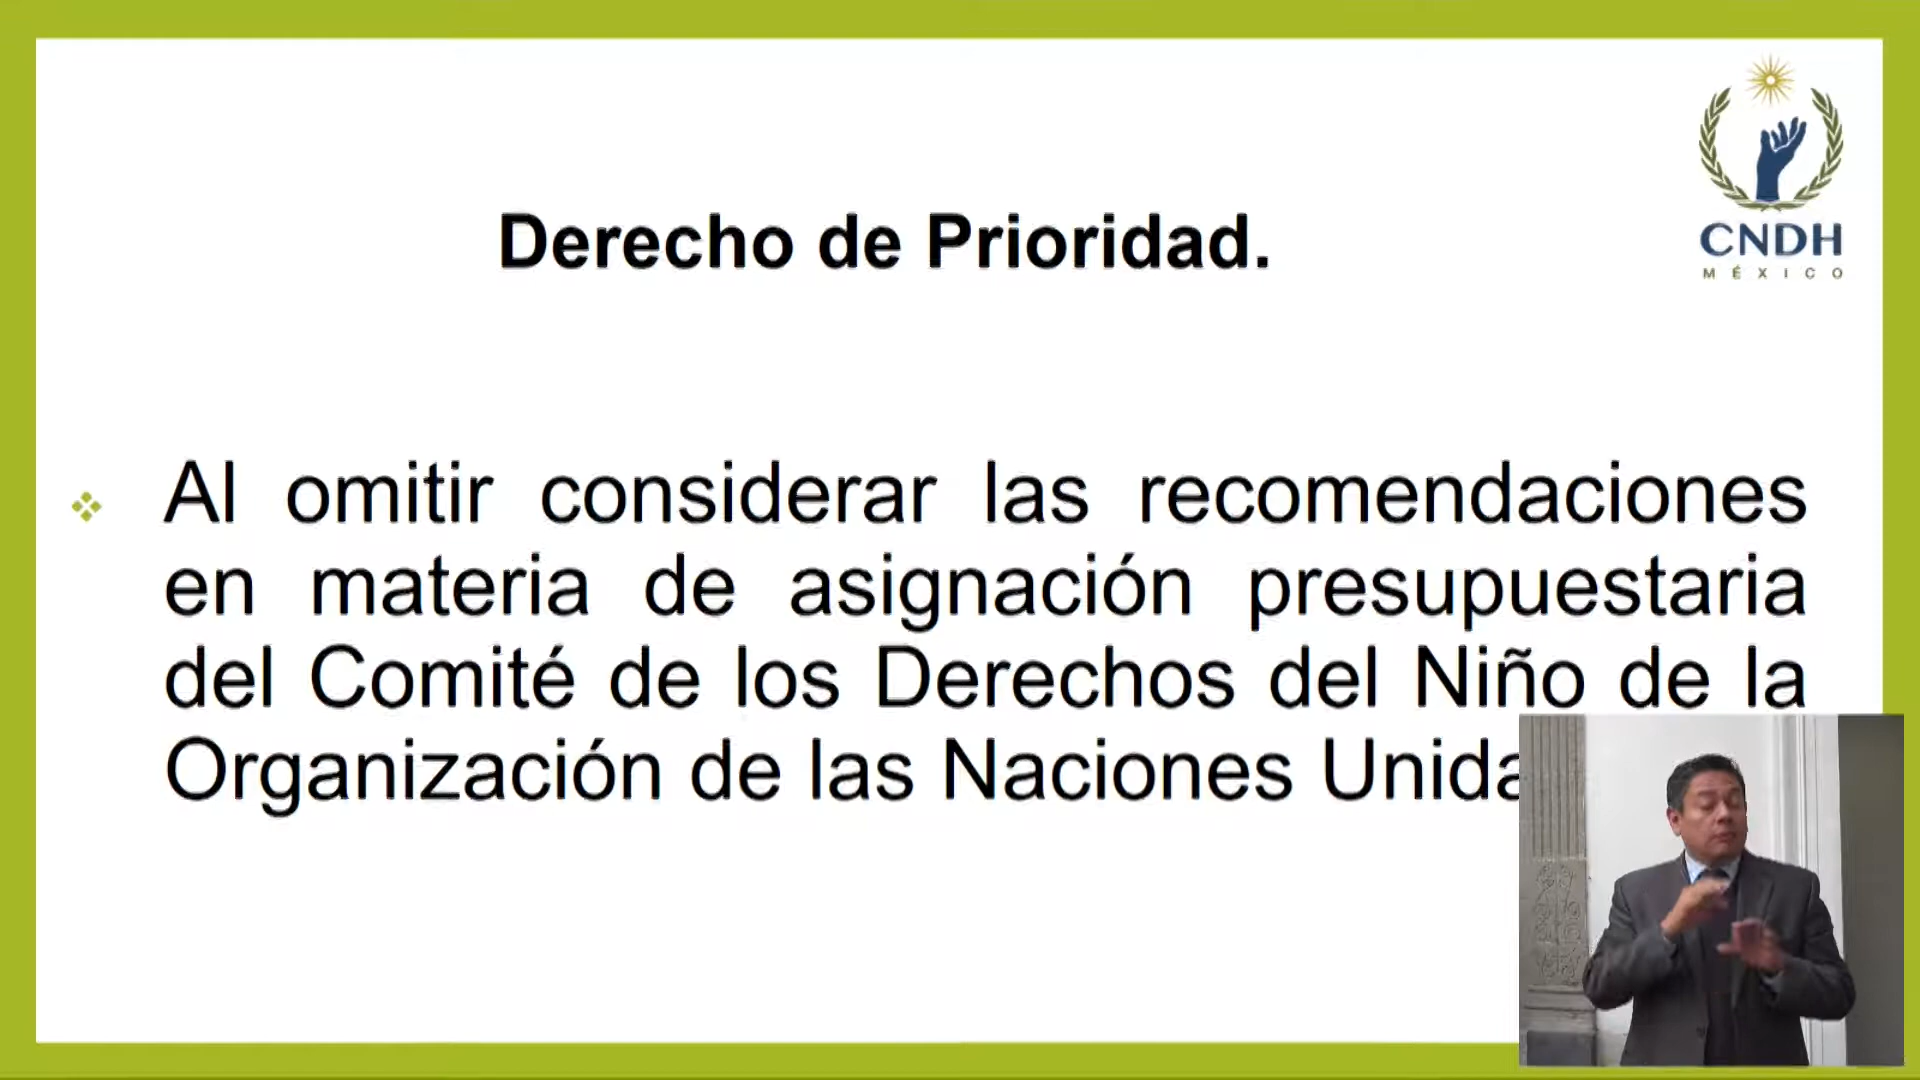 CNDH
MÉXICO
Derecho de Prioridad.
Al omitir considerar las recomendaciones
en materia de asignación presupuestaria
del Comité de los Derechos del Niño de la
Organización de las Naciones